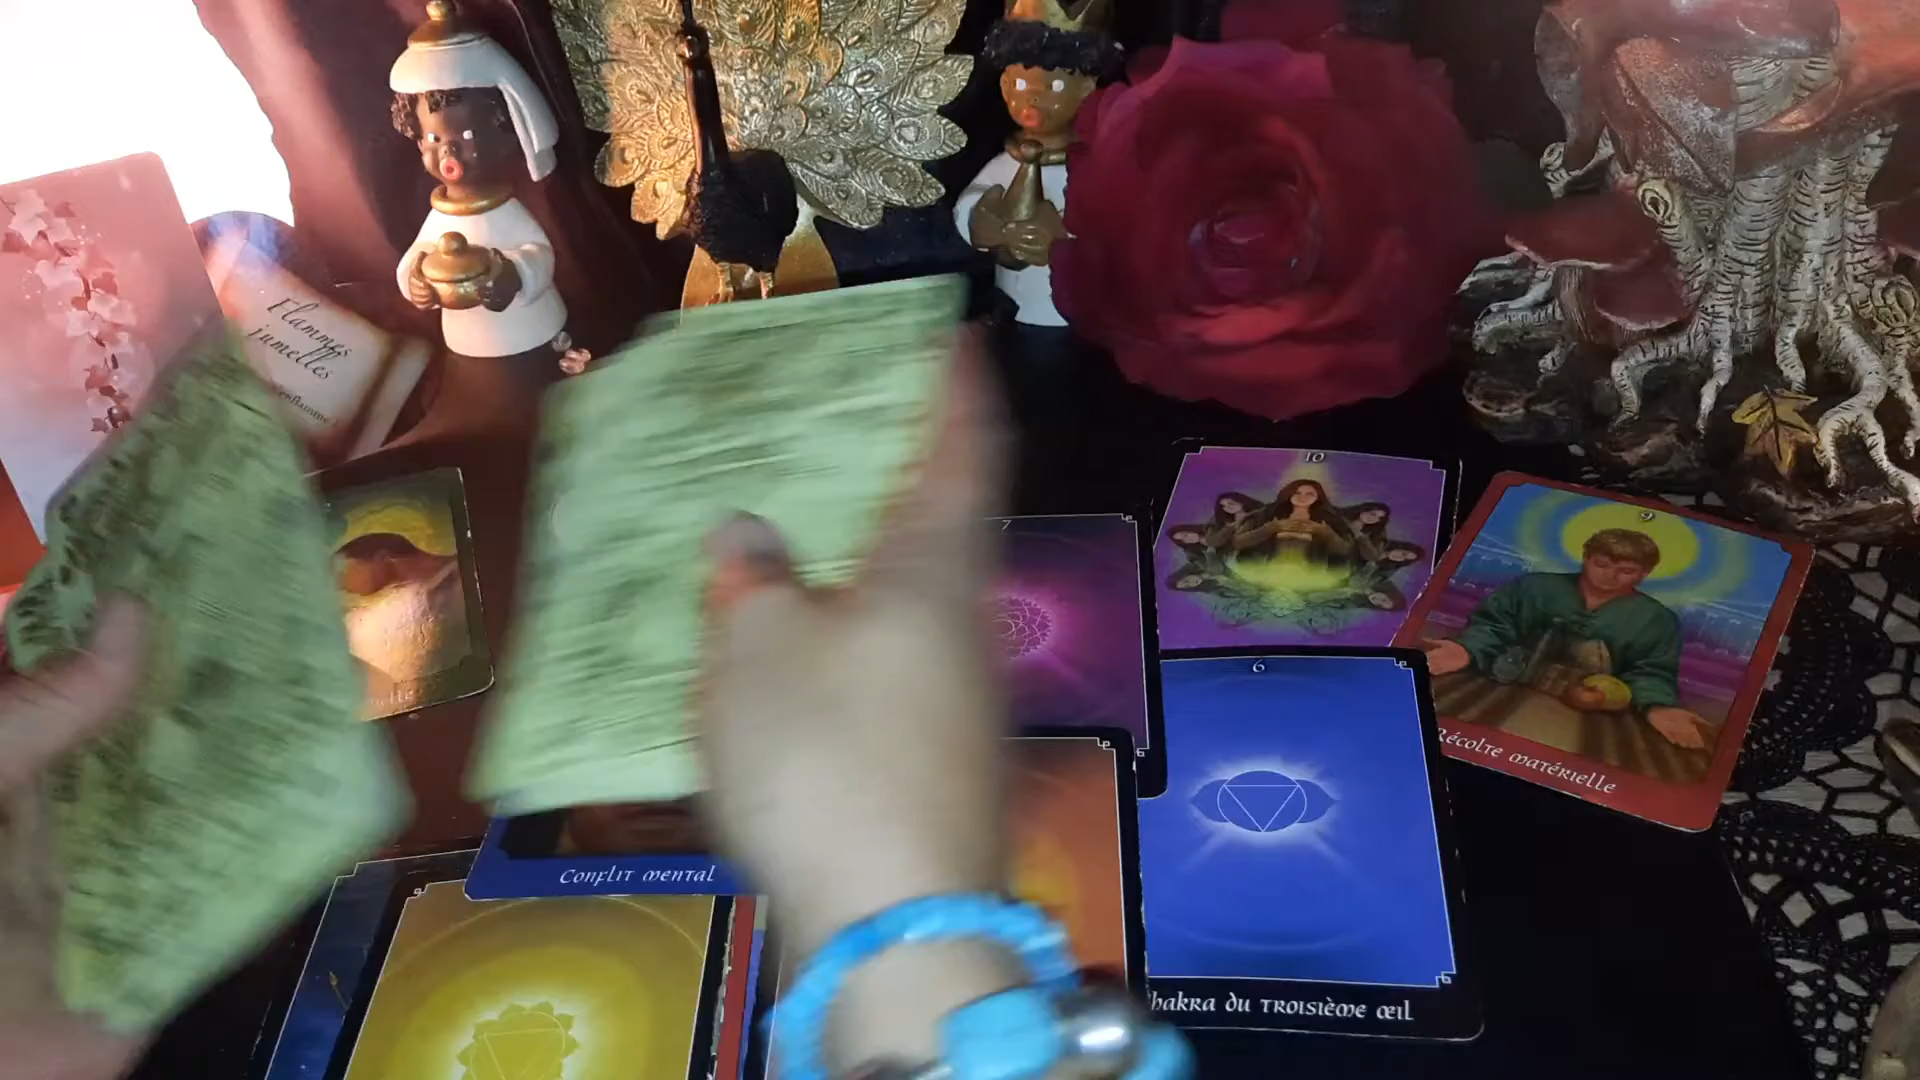 Flammes
jumelles
10
9
7
6
Récolte matérielle
Conflit mental
hakra du troisième œil